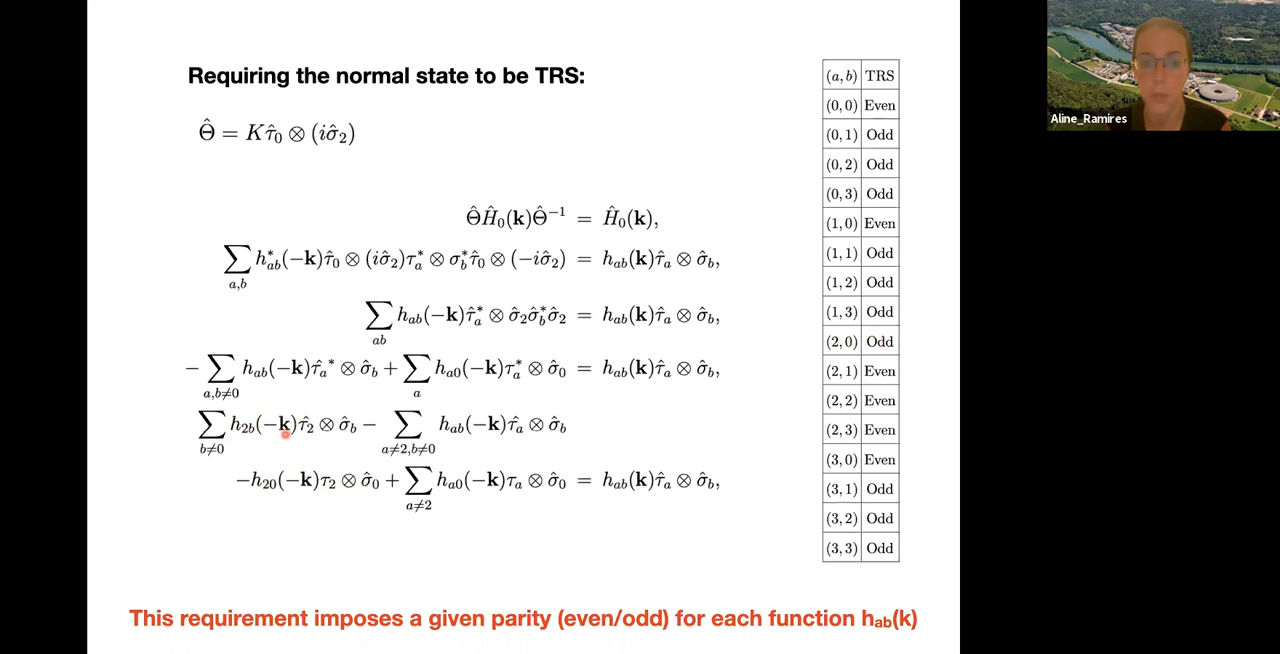 Requiring the normal state to be TRS:
Θ̂ = Kτ̂₀ ⊗ (iσ̂₂)
Θ̂Ĥ₀(𝐤)Θ̂⁻¹ = Ĥ₀(𝐤),
∑_{a,b} h*_{ab}(−𝐤)τ̂₀ ⊗ (iσ̂₂)τ*_a ⊗ σ*_b τ̂₀ ⊗ (−iσ̂₂) = h_{ab}(𝐤)τ̂_a ⊗ σ̂_b,
∑_{ab} h_{ab}(−𝐤)τ̂*_a ⊗ σ̂₂σ̂*_bσ̂₂ = h_{ab}(𝐤)τ̂_a ⊗ σ̂_b,
− ∑_{a,b≠0} h_{ab}(−𝐤)τ̂_a* ⊗ σ̂_b + ∑_a h_{a0}(−𝐤)τ*_a ⊗ σ̂₀ = h_{ab}(𝐤)τ̂_a ⊗ σ̂_b,
∑_{b≠0} h_{2b}(−𝐤)τ̂₂ ⊗ σ̂_b − ∑_{a≠2,b≠0} h_{ab}(−𝐤)τ̂_a ⊗ σ̂_b
−h₂₀(−𝐤)τ₂ ⊗ σ̂₀ + ∑_{a≠2} h_{a0}(−𝐤)τ_a ⊗ σ̂₀ = h_{ab}(𝐤)τ̂_a ⊗ σ̂_b,
(a, b) TRS
(0, 0) Even
(0, 1) Odd
(0, 2) Odd
(0, 3) Odd
(1, 0) Even
(1, 1) Odd
(1, 2) Odd
(1, 3) Odd
(2, 0) Odd
(2, 1) Even
(2, 2) Even
(2, 3) Even
(3, 0) Even
(3, 1) Odd
(3, 2) Odd
(3, 3) Odd
This requirement imposes a given parity (even/odd) for each function h_{ab}(k)
Aline_Ramires